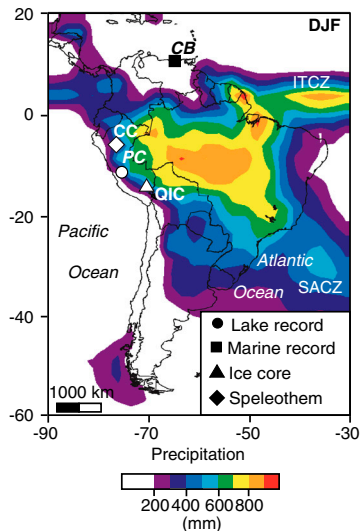 20
DJF
CB
ITCZ
0
CC
PC
QIC
-20
Pacific
Ocean
Atlantic
Ocean
SACZ
-40
Lake record
Marine record
Ice core
Speleothem
1000 km
-60
-90 -70 -50 -30
Precipitation
200 400 600 800
(mm)